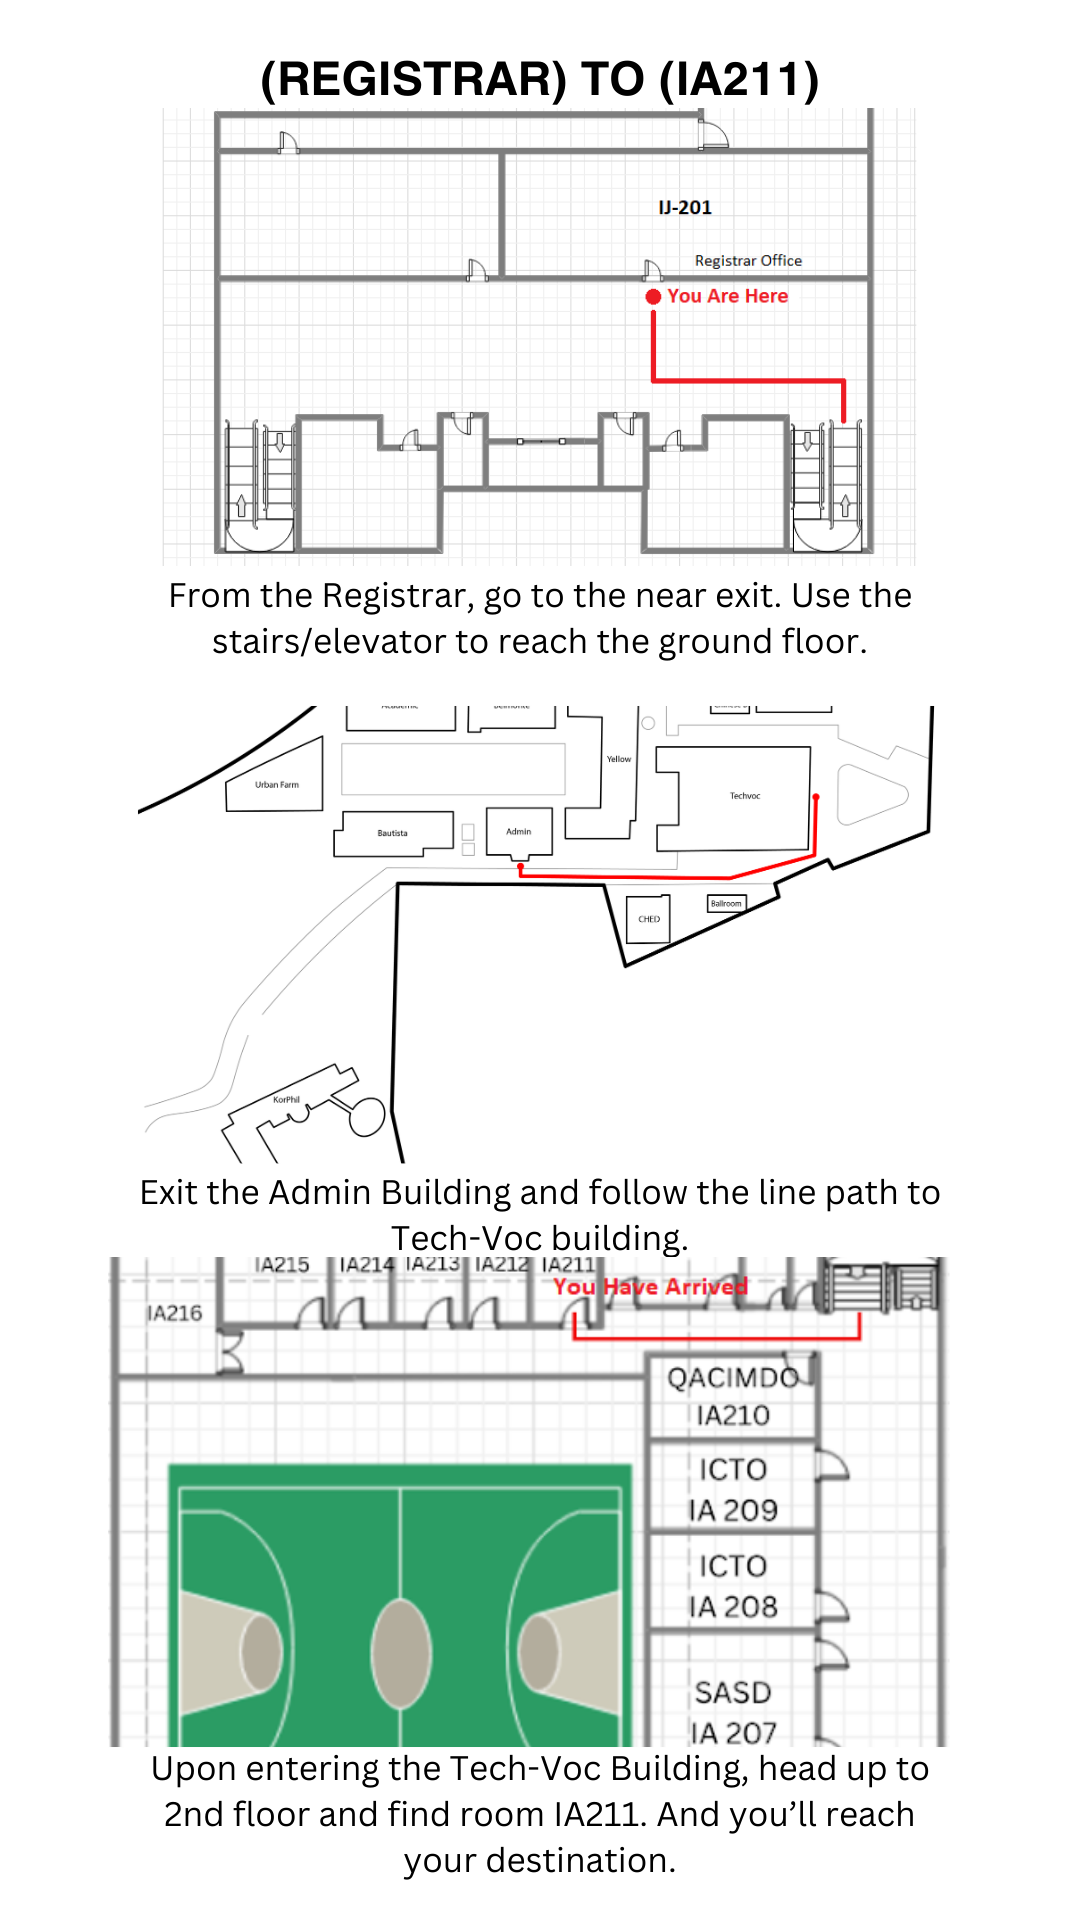 (REGISTRAR) TO (IA211)
IJ-201
Registrar Office
You Are Here
From the Registrar, go to the near exit. Use the
stairs/elevator to reach the ground floor.
Academic
Belmonte
Yellow
Urban Farm
Techvoc
Bautista
Admin
CHED
Ballroom
KorPhil
Exit the Admin Building and follow the line path to
Tech-Voc building.
IA215
IA214
IA213
IA212
IA211
You Have Arrived
IA216
QACIMDO
IA210
ICTO
IA 209
ICTO
IA 208
SASD
IA 207
Upon entering the Tech-Voc Building, head up to
2nd floor and find room IA211. And you’ll reach
your destination.